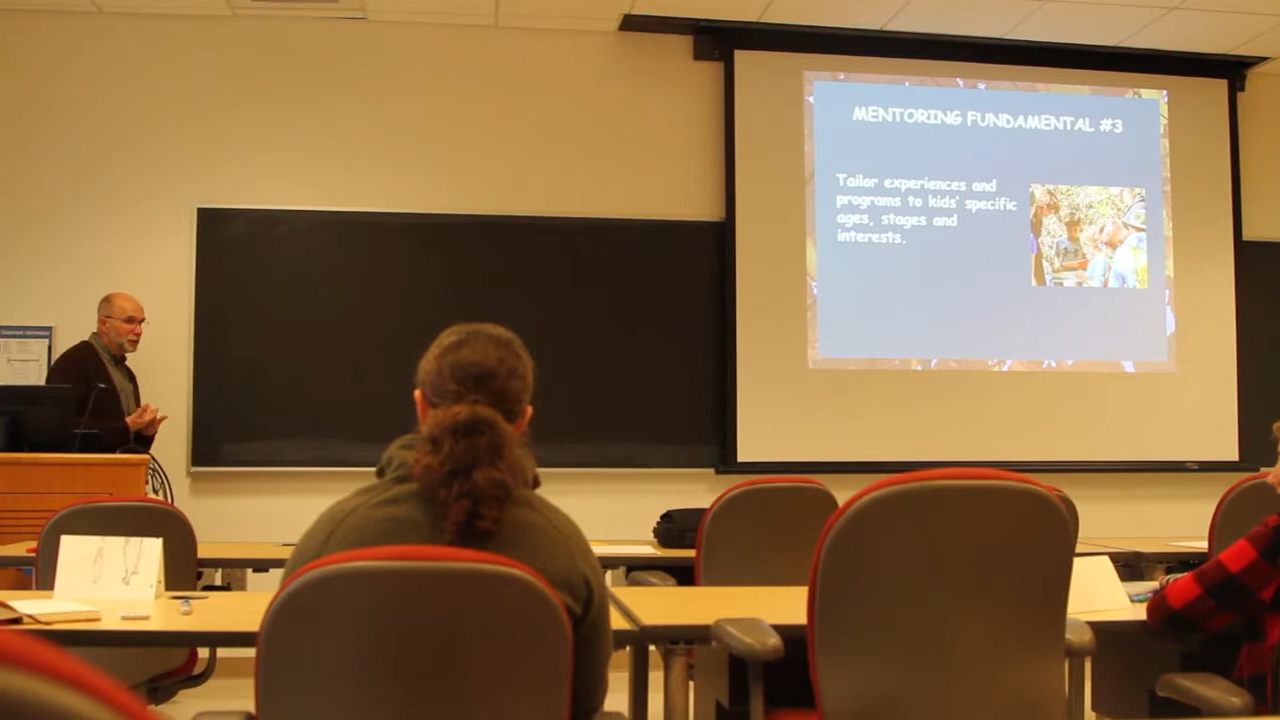 MENTORING FUNDAMENTAL #3
Tailor experiences and
programs to kids' specific
ages, stages and
interests.